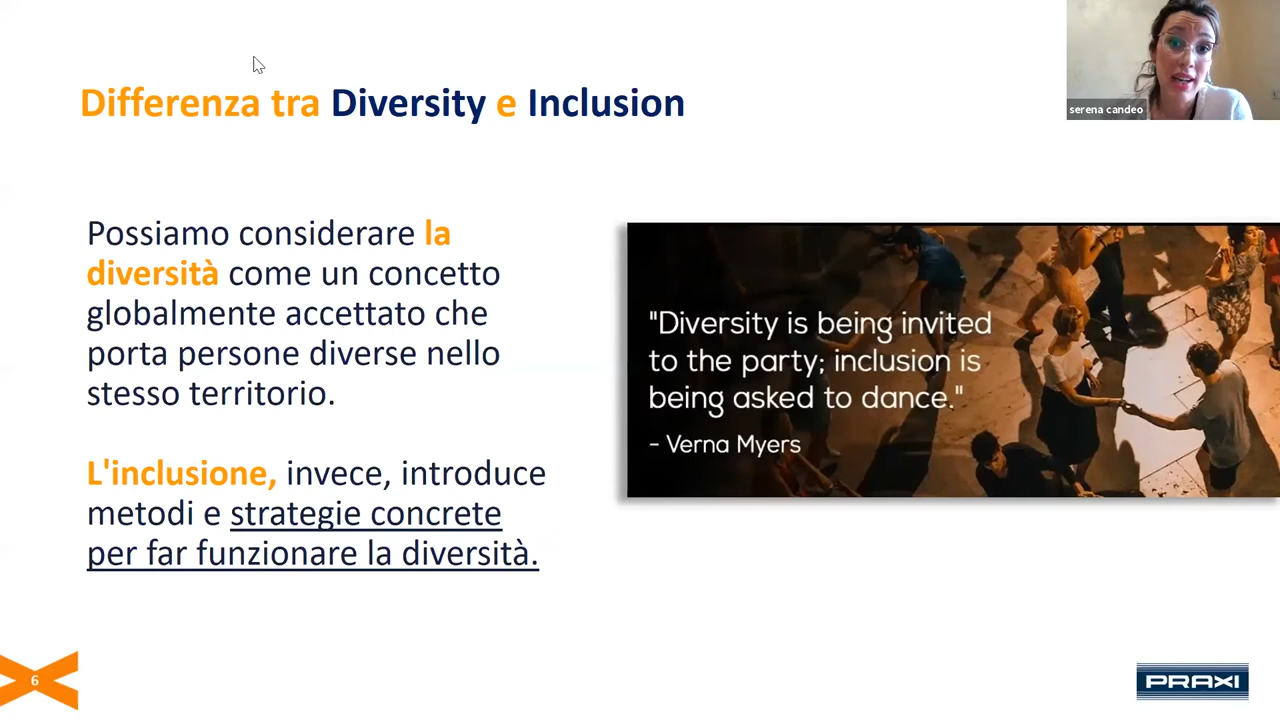 serena candeo
Differenza tra Diversity e Inclusion
Possiamo considerare la
diversità come un concetto
globalmente accettato che
porta persone diverse nello
stesso territorio.
L'inclusione, invece, introduce
metodi e strategie concrete
per far funzionare la diversità.
"Diversity is being invited
to the party; inclusion is
being asked to dance."
- Verna Myers
6
PRAXI